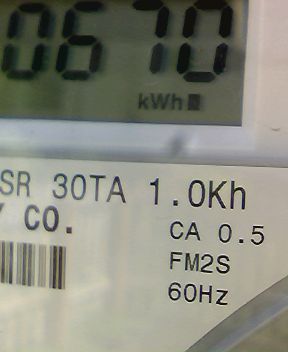 0670
kWh
SR 30TA 1.0Kh
Y CO.
CA 0.5
FM2S
60Hz